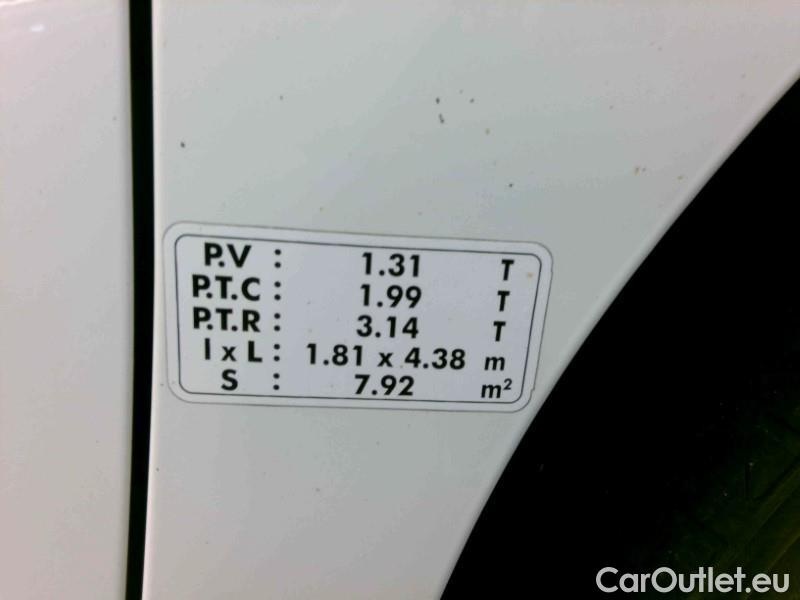 P.V : 1.31 T
P.T.C : 1.99 T
P.T.R : 3.14 T
l x L : 1.81 x 4.38 m
S : 7.92 m²
CarOutlet.eu